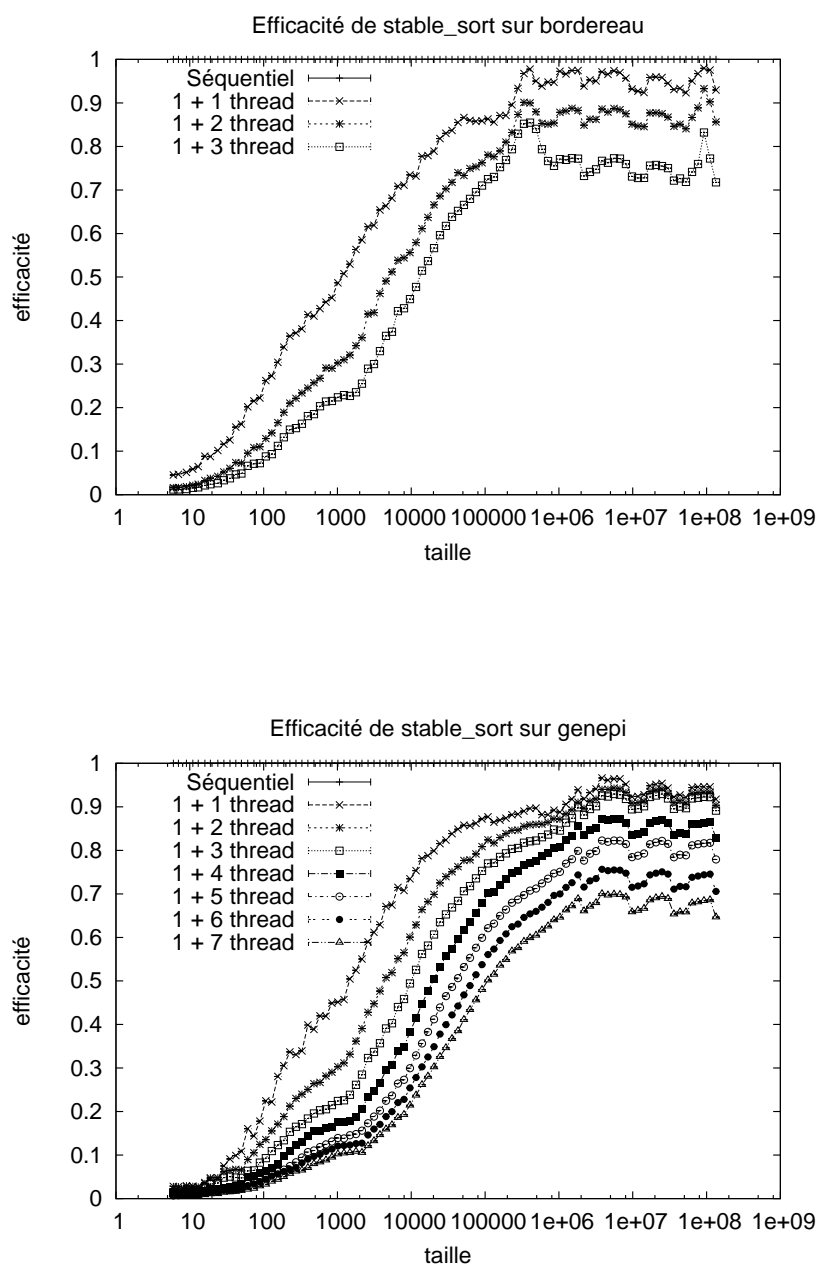 Efficacité de stable_sort sur bordereau
1
0.9
0.8
0.7
0.6
0.5
0.4
0.3
0.2
0.1
0
efficacité
Séquentiel
1 + 1 thread
1 + 2 thread
1 + 3 thread
1 10 100 1000 10000 100000 1e+06 1e+07 1e+08 1e+09
taille
Efficacité de stable_sort sur genepi
1
0.9
0.8
0.7
0.6
0.5
0.4
0.3
0.2
0.1
0
efficacité
Séquentiel
1 + 1 thread
1 + 2 thread
1 + 3 thread
1 + 4 thread
1 + 5 thread
1 + 6 thread
1 + 7 thread
1 10 100 1000 10000 100000 1e+06 1e+07 1e+08 1e+09
taille